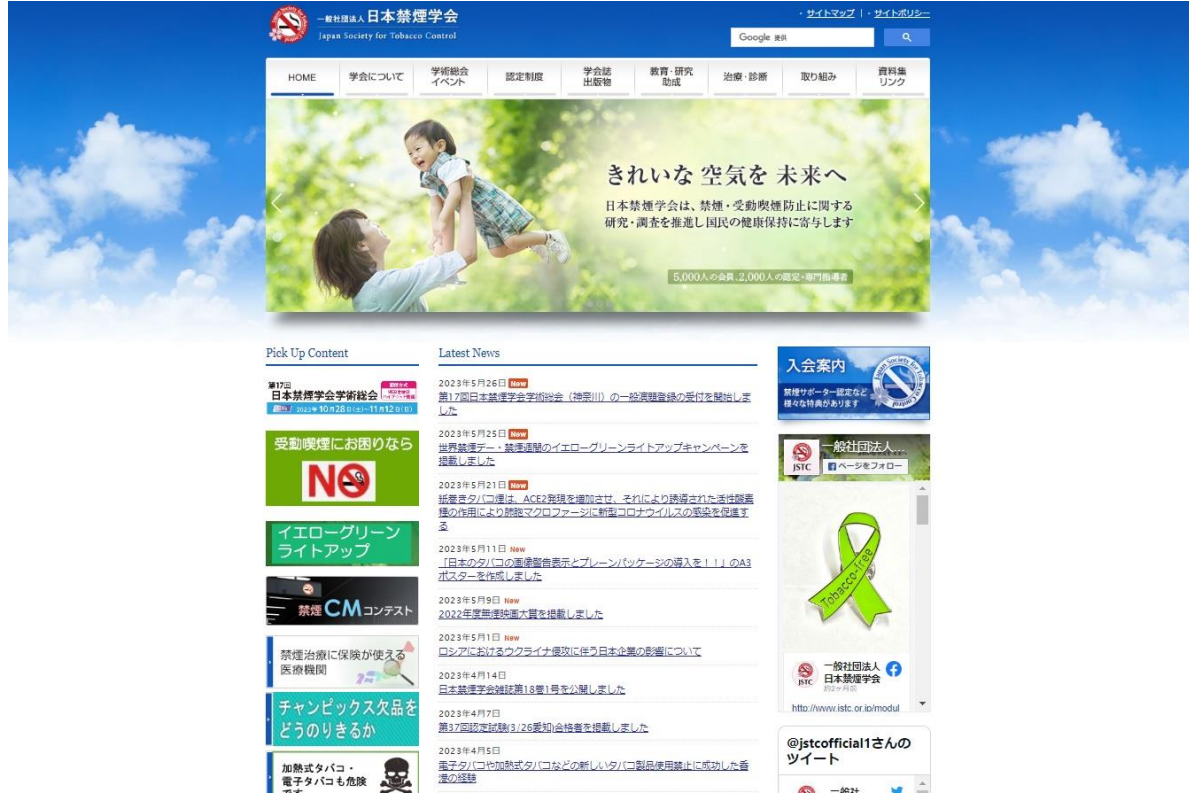 一般社団法人日本禁煙学会
Japan Society for Tobacco Control
サイトマップ | サイトポリシー
Google 提供
HOME
学会について
学術総会
イベント
認定制度
学会誌
出版物
教育・研究
助成
治療・診断
取り組み
資料集
リンク
きれいな 空気を 未来へ
日本禁煙学会は、禁煙・受動喫煙防止に関する
研究・調査を推進し国民の健康保持に寄与します
5,000人の会員、2,000人の認定・専門指導者
Pick Up Content
第17回
日本禁煙学会学術総会
2023年10月28日(土)~11月12日(日)
受動喫煙にお困りなら
NO
イエローグリーン
ライトアップ
禁煙CMコンテスト
禁煙治療に保険が使える
医療機関
チャンピックス欠品を
どうのりきるか
加熱式タバコ・
電子タバコも危険
です
Latest News
2023年5月26日 New
第17回日本禁煙学会学術総会(神奈川)の一般演題登録の受付を開始しま
した
2023年5月25日 New
世界禁煙デー・禁煙週間のイエローグリーンライトアップキャンペーンを
掲載しました
2023年5月21日 New
紙巻きタバコ煙は、ACE2発現を増加させ、それにより誘導された活性酸素
種の作用により肺胞マクロファージに新型コロナウイルスの感染を促進す
る
2023年5月11日 New
「日本のタバコの画像警告表示とプレーンパッケージの導入を！！」のA3
ポスターを作成しました
2023年5月9日 New
2022年度無煙映画大賞を掲載しました
2023年5月1日 New
ロシアにおけるウクライナ侵攻に伴う日本企業の影響について
2023年4月14日
日本禁煙学会雑誌第18巻1号を公開しました
2023年4月7日
第37回認定試験(3/26愛知)合格者を掲載しました
2023年4月5日
電子タバコや加熱式タバコなどの新しいタバコ製品使用禁止に成功した香
港の経験
入会案内
禁煙サポーター認定など
様々な特典があります
Japan Society for Tobacco Control
一般社団法人...
JSTC
ページをフォロー
Tobacco-free
一般社団法人
日本禁煙学会
JSTC
約2ヶ月前
http://www.jstc.or.jp/modul
@jstcofficial1さんの
ツイート
一般社